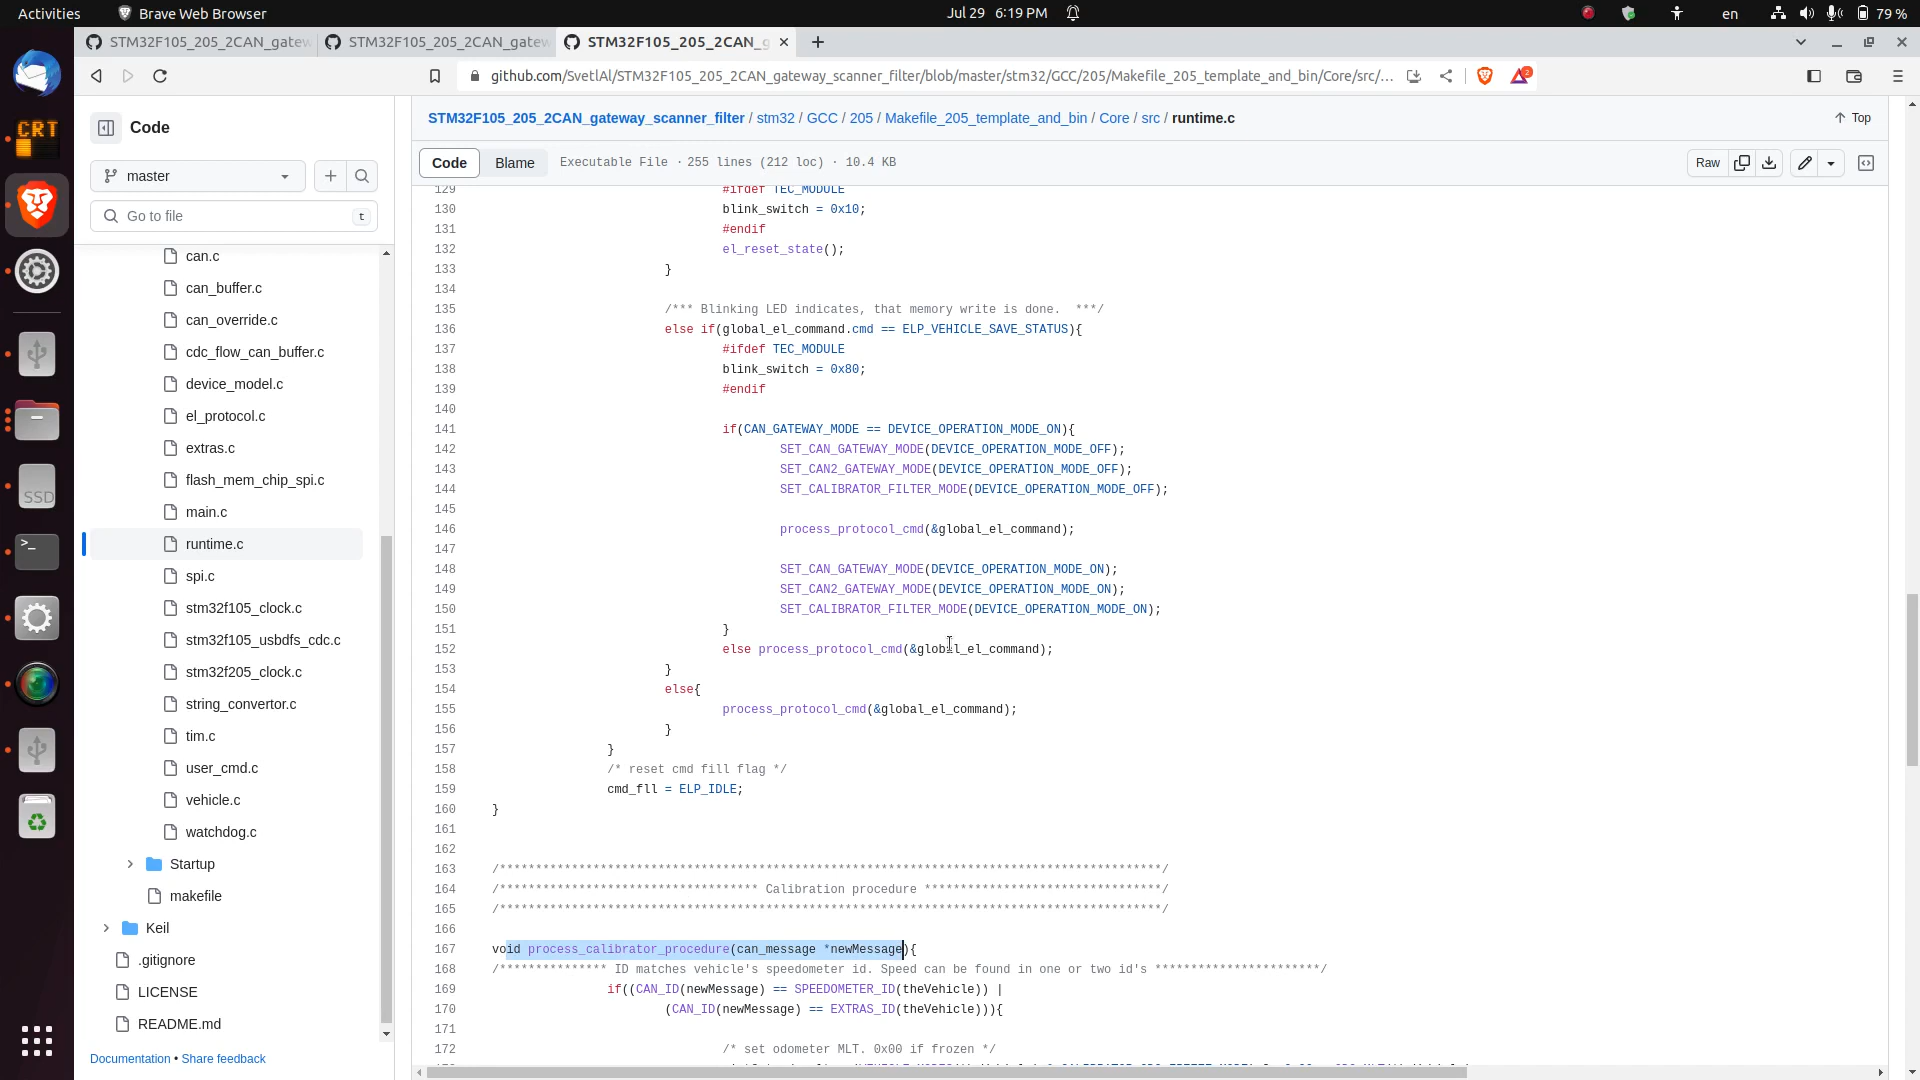 Activities
Brave Web Browser
Jul 29 6:19 PM
en
79 %
STM32F105_205_2CAN_gatew
STM32F105_205_2CAN_gatew
STM32F105_205_2CAN_g
github.com/SvetlAl/STM32F105_205_2CAN_gateway_scanner_filter/blob/master/stm32/GCC/205/Makefile_205_template_and_bin/Core/src/...
2
CRT
SSD
Code
master
Go to file
t
can.c
can_buffer.c
can_override.c
cdc_flow_can_buffer.c
device_model.c
el_protocol.c
extras.c
flash_mem_chip_spi.c
main.c
runtime.c
spi.c
stm32f105_clock.c
stm32f105_usbdfs_cdc.c
stm32f205_clock.c
string_convertor.c
tim.c
user_cmd.c
vehicle.c
watchdog.c
Startup
makefile
Keil
.gitignore
LICENSE
README.md
Documentation • Share feedback
STM32F105_205_2CAN_gateway_scanner_filter / stm32 / GCC / 205 / Makefile_205_template_and_bin / Core / src / runtime.c
Top
Code
Blame
Executable File · 255 lines (212 loc) · 10.4 KB
Raw
129 #ifdef TEC_MODULE
130 blink_switch = 0x10;
131 #endif
132 el_reset_state();
133 }
134
135 /*** Blinking LED indicates, that memory write is done.  ***/
136 else if(global_el_command.cmd == ELP_VEHICLE_SAVE_STATUS){
137 #ifdef TEC_MODULE
138 blink_switch = 0x80;
139 #endif
140
141 if(CAN_GATEWAY_MODE == DEVICE_OPERATION_MODE_ON){
142 SET_CAN_GATEWAY_MODE(DEVICE_OPERATION_MODE_OFF);
143 SET_CAN2_GATEWAY_MODE(DEVICE_OPERATION_MODE_OFF);
144 SET_CALIBRATOR_FILTER_MODE(DEVICE_OPERATION_MODE_OFF);
145
146 process_protocol_cmd(&global_el_command);
147
148 SET_CAN_GATEWAY_MODE(DEVICE_OPERATION_MODE_ON);
149 SET_CAN2_GATEWAY_MODE(DEVICE_OPERATION_MODE_ON);
150 SET_CALIBRATOR_FILTER_MODE(DEVICE_OPERATION_MODE_ON);
151 }
152 else process_protocol_cmd(&global_el_command);
153 }
154 else{
155 process_protocol_cmd(&global_el_command);
156 }
157 }
158 /* reset cmd fill flag */
159 cmd_fll = ELP_IDLE;
160 }
161
162
163 /********************************************************************************************/
164 /************************************ Calibration procedure *********************************/
165 /********************************************************************************************/
166
167 void process_calibrator_procedure(can_message *newMessage){
168 /*************** ID matches vehicle's speedometer id. Speed can be found in one or two id's ***********************/
169 if((CAN_ID(newMessage) == SPEEDOMETER_ID(theVehicle)) |
170 (CAN_ID(newMessage) == EXTRAS_ID(theVehicle))){
171
172 /* set odometer MLT. 0x00 if frozen */